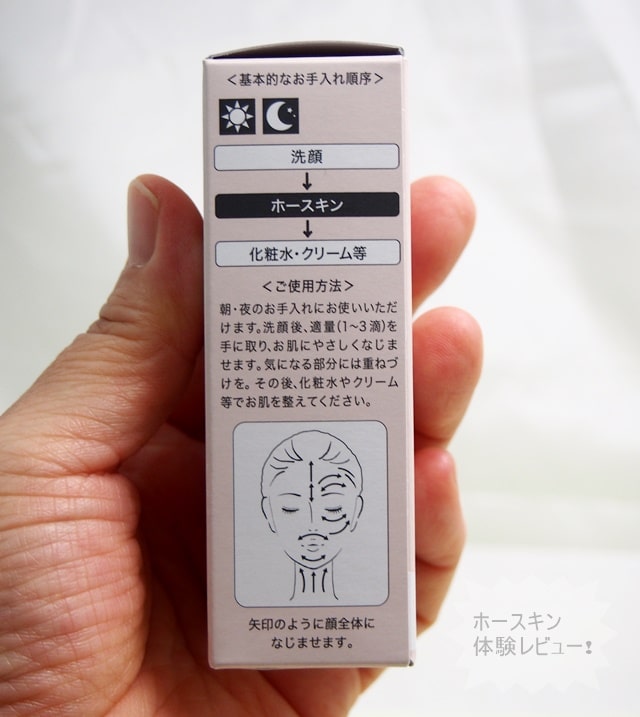 ＜基本的なお手入れ順序＞
洗顔
↓
ホースキン
↓
化粧水・クリーム等
＜ご使用方法＞
朝・夜のお手入れにお使いいただ
けます。洗顔後、適量(1〜3滴)を
手に取り、お肌にやさしくなじま
せます。気になる部分には重ねづ
けを。その後、化粧水やクリーム
等でお肌を整えてください。
矢印のように顔全体に
なじませます。
ホースキン
体験レビュー!